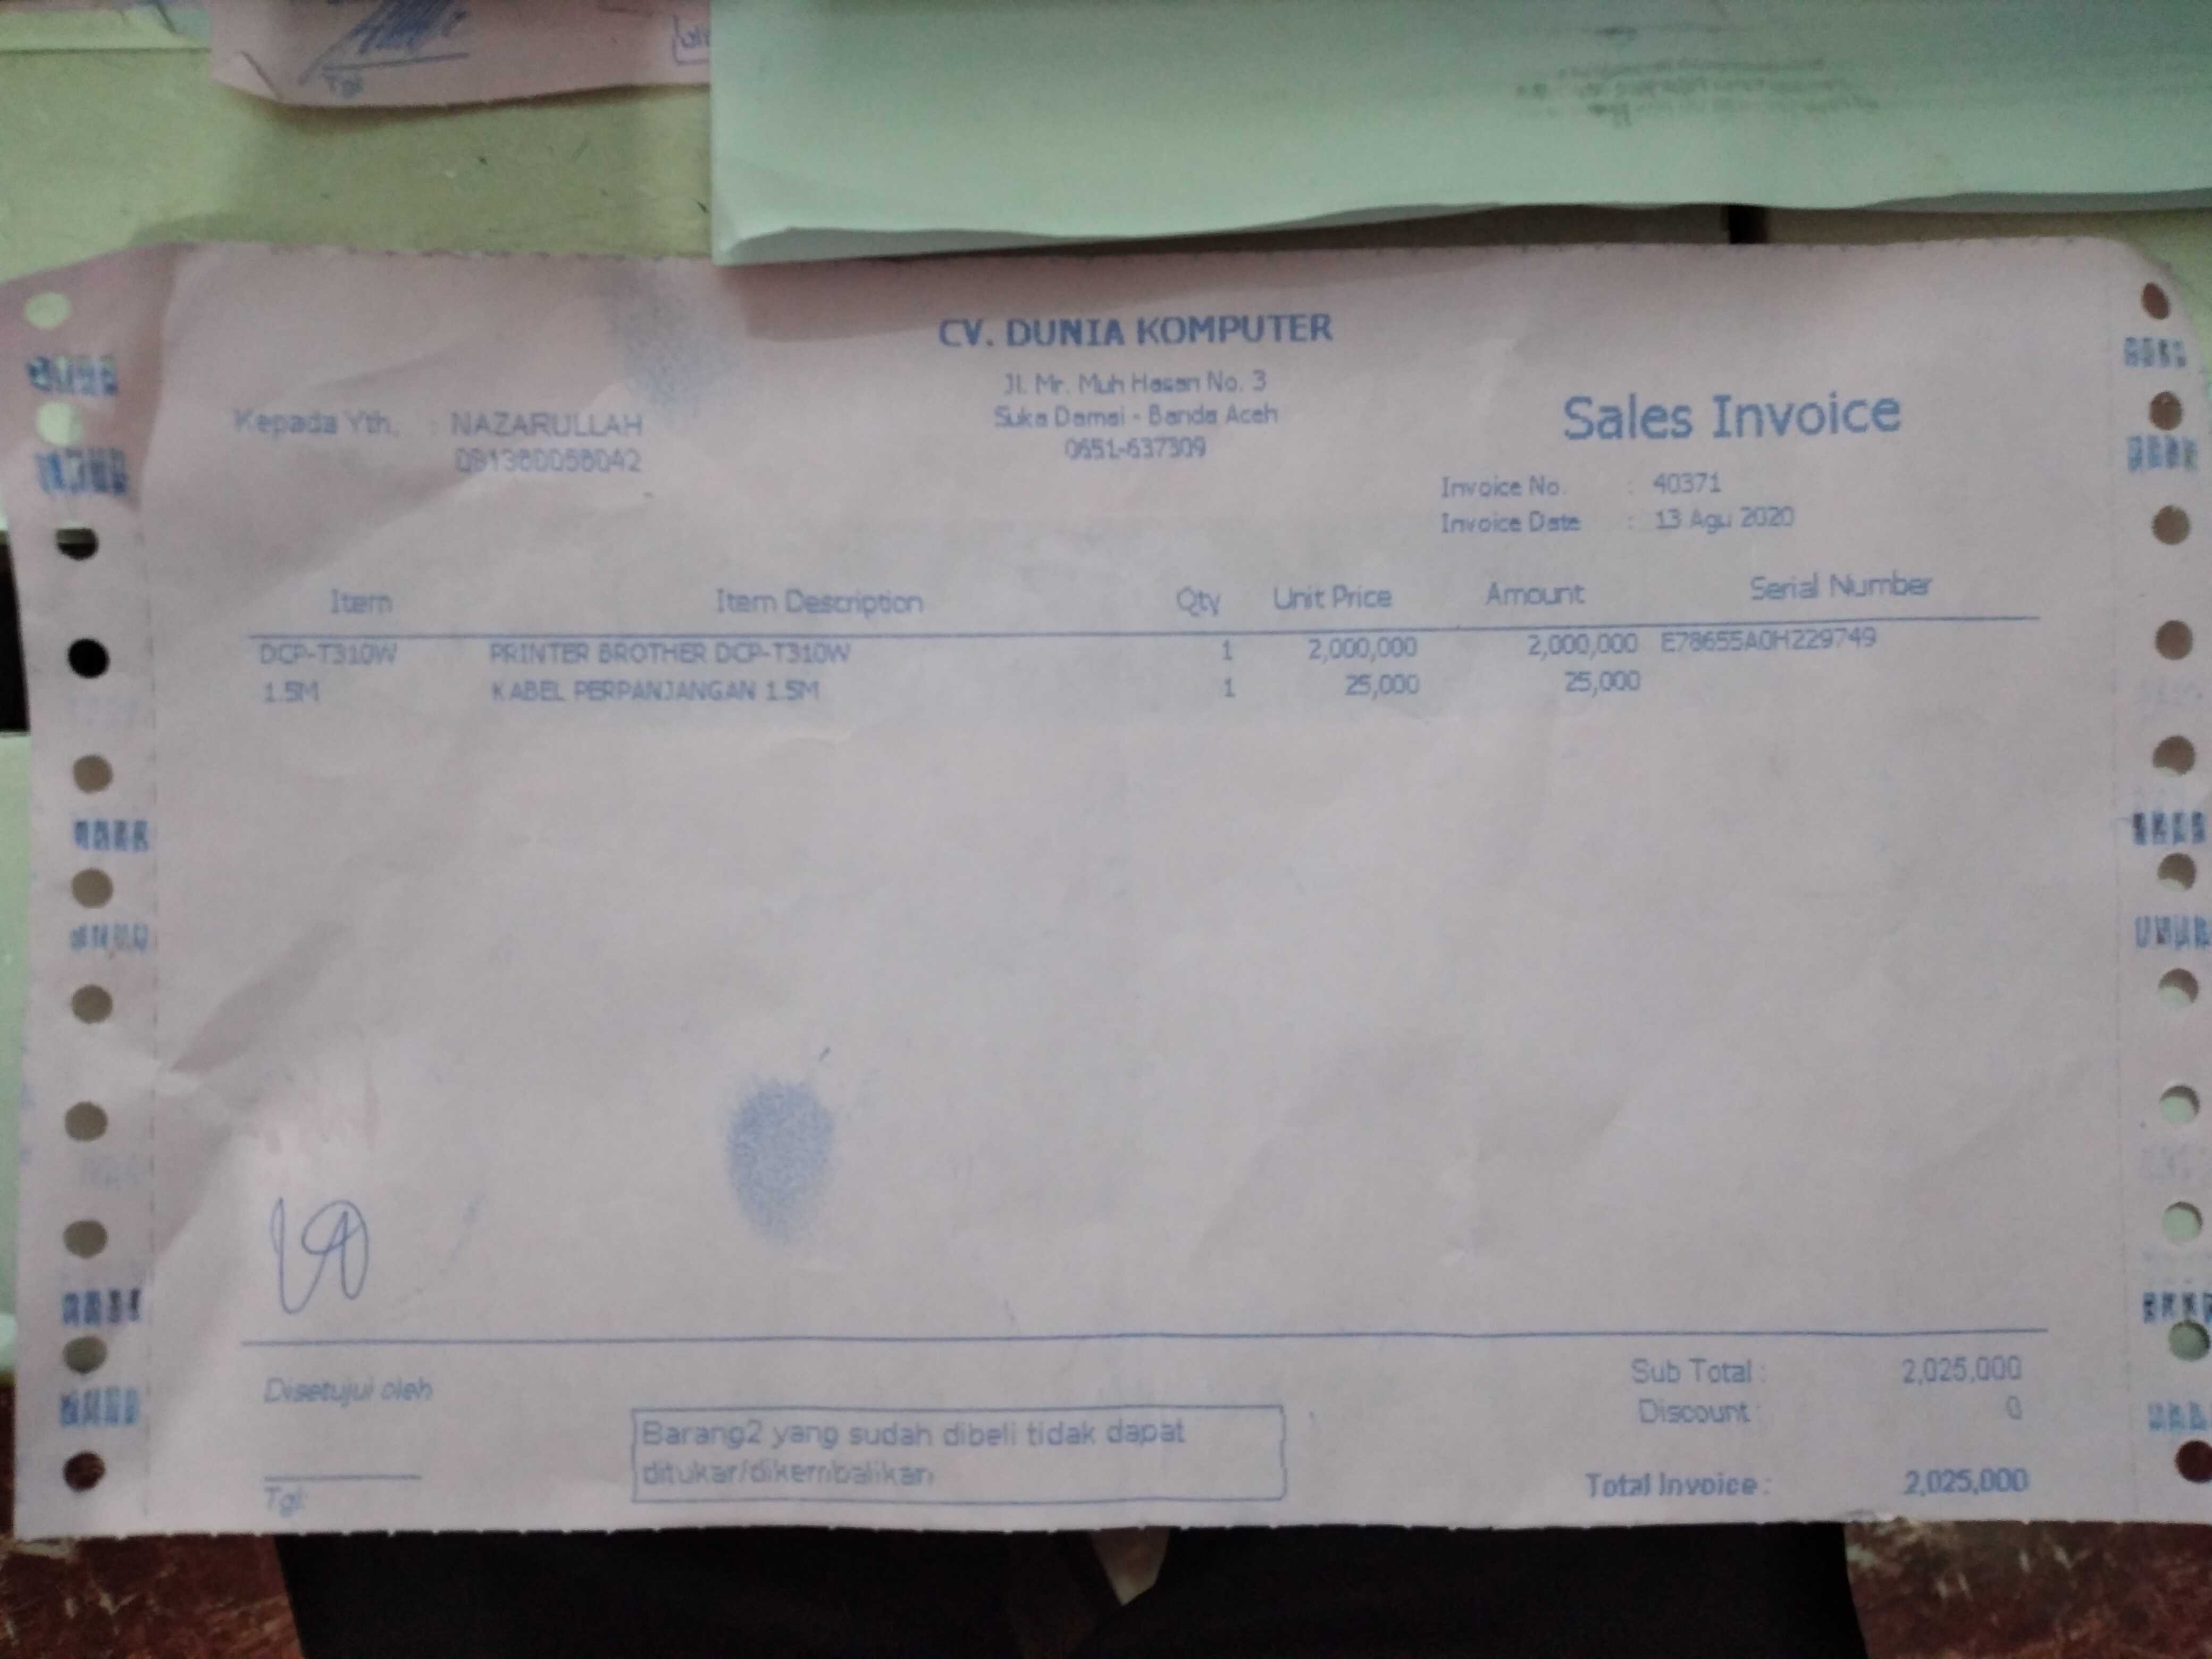 CV. DUNIA KOMPUTER
Jl. Mr. Muh Hasan No. 3
Suka Damai - Banda Aceh
0651-637309
Kepada Yth. : NAZARULLAH
081360058042
Sales Invoice
Invoice No. : 40371
Invoice Date : 13 Agu 2020
Item Item Description Qty Unit Price Amount Serial Number
DCP-T310W PRINTER BROTHER DCP-T310W 1 2,000,000 2,000,000 E78655A0H229749
1.5M KABEL PERPANJANGAN 1.5M 1 25,000 25,000
Disetujui oleh
Tgl:
Barang2 yang sudah dibeli tidak dapat
ditukar/dikembalikan
Sub Total : 2,025,000
Discount : 0
Total Invoice : 2,025,000
Tgl